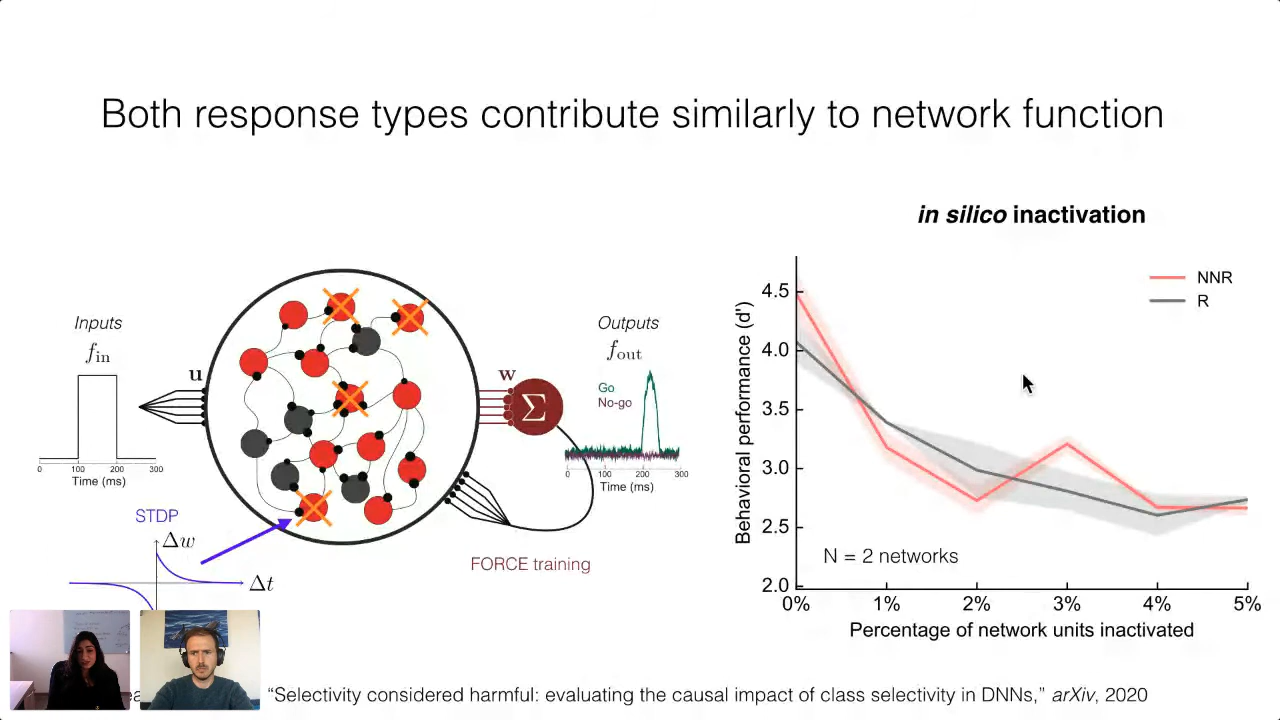 Both response types contribute similarly to network function
in silico inactivation
Inputs
f_in
u
0 100 200 300
Time (ms)
STDP
Δw
Δt
w
Σ
FORCE training
Outputs
f_out
Go
No-go
0 100 200 300
Time (ms)
NNR
R
Behavioral performance (d')
4.5
4.0
3.5
3.0
2.5
2.0
N = 2 networks
0% 1% 2% 3% 4% 5%
Percentage of network units inactivated
“Selectivity considered harmful: evaluating the causal impact of class selectivity in DNNs,” arXiv, 2020